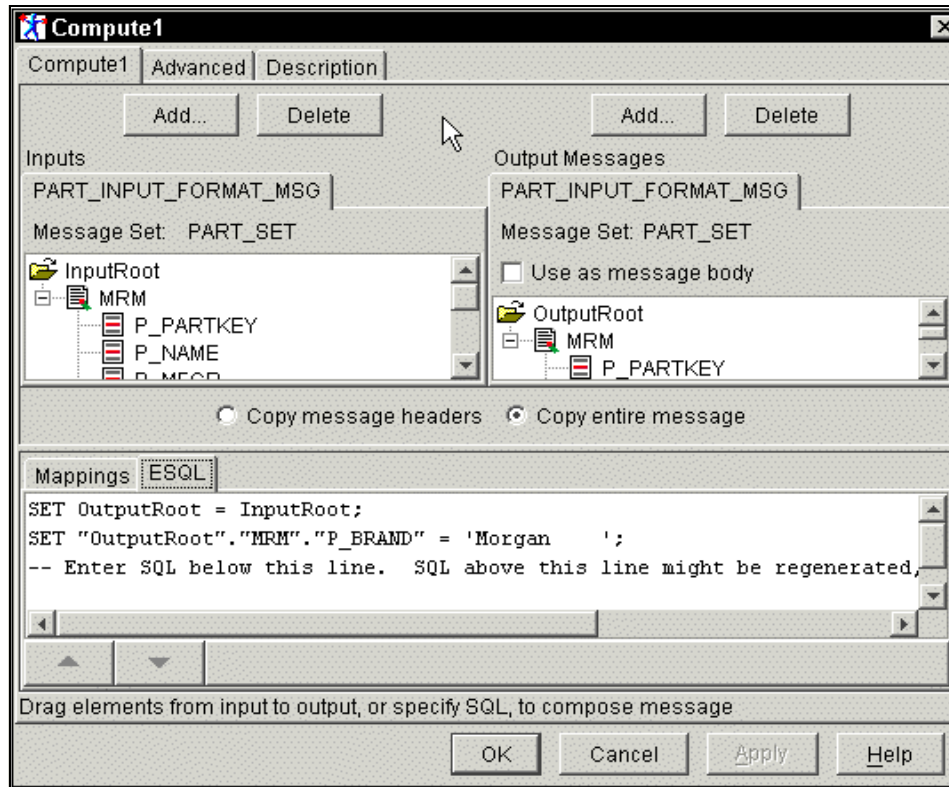 Compute1
Compute1 Advanced Description
Add... Delete Add... Delete
Inputs Output Messages
PART_INPUT_FORMAT_MSG PART_INPUT_FORMAT_MSG
Message Set: PART_SET Message Set: PART_SET
InputRoot Use as message body
MRM OutputRoot
P_PARTKEY MRM
P_NAME P_PARTKEY
P_MFGR
Copy message headers Copy entire message
Mappings ESQL
SET OutputRoot = InputRoot;
SET "OutputRoot"."MRM"."P_BRAND" = 'Morgan    ';
-- Enter SQL below this line.  SQL above this line might be regenerated,
Drag elements from input to output, or specify SQL, to compose message
OK Cancel Apply Help